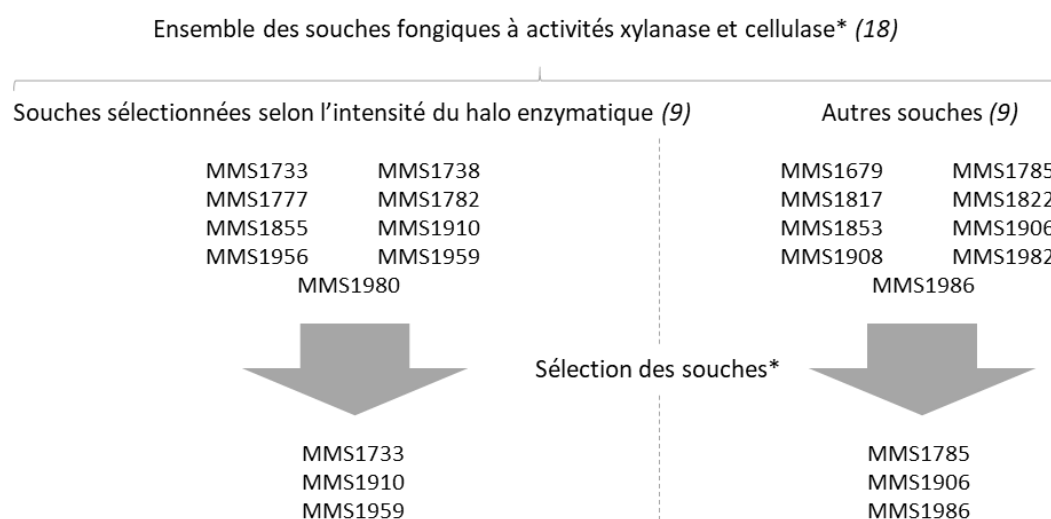 Ensemble des souches fongiques à activités xylanase et cellulase* (18)
Souches sélectionnées selon l'intensité du halo enzymatique (9)
MMS1733 MMS1738
MMS1777 MMS1782
MMS1855 MMS1910
MMS1956 MMS1959
MMS1980
Autres souches (9)
MMS1679 MMS1785
MMS1817 MMS1822
MMS1853 MMS1906
MMS1908 MMS1982
MMS1986
Sélection des souches*
MMS1733
MMS1910
MMS1959
MMS1785
MMS1906
MMS1986